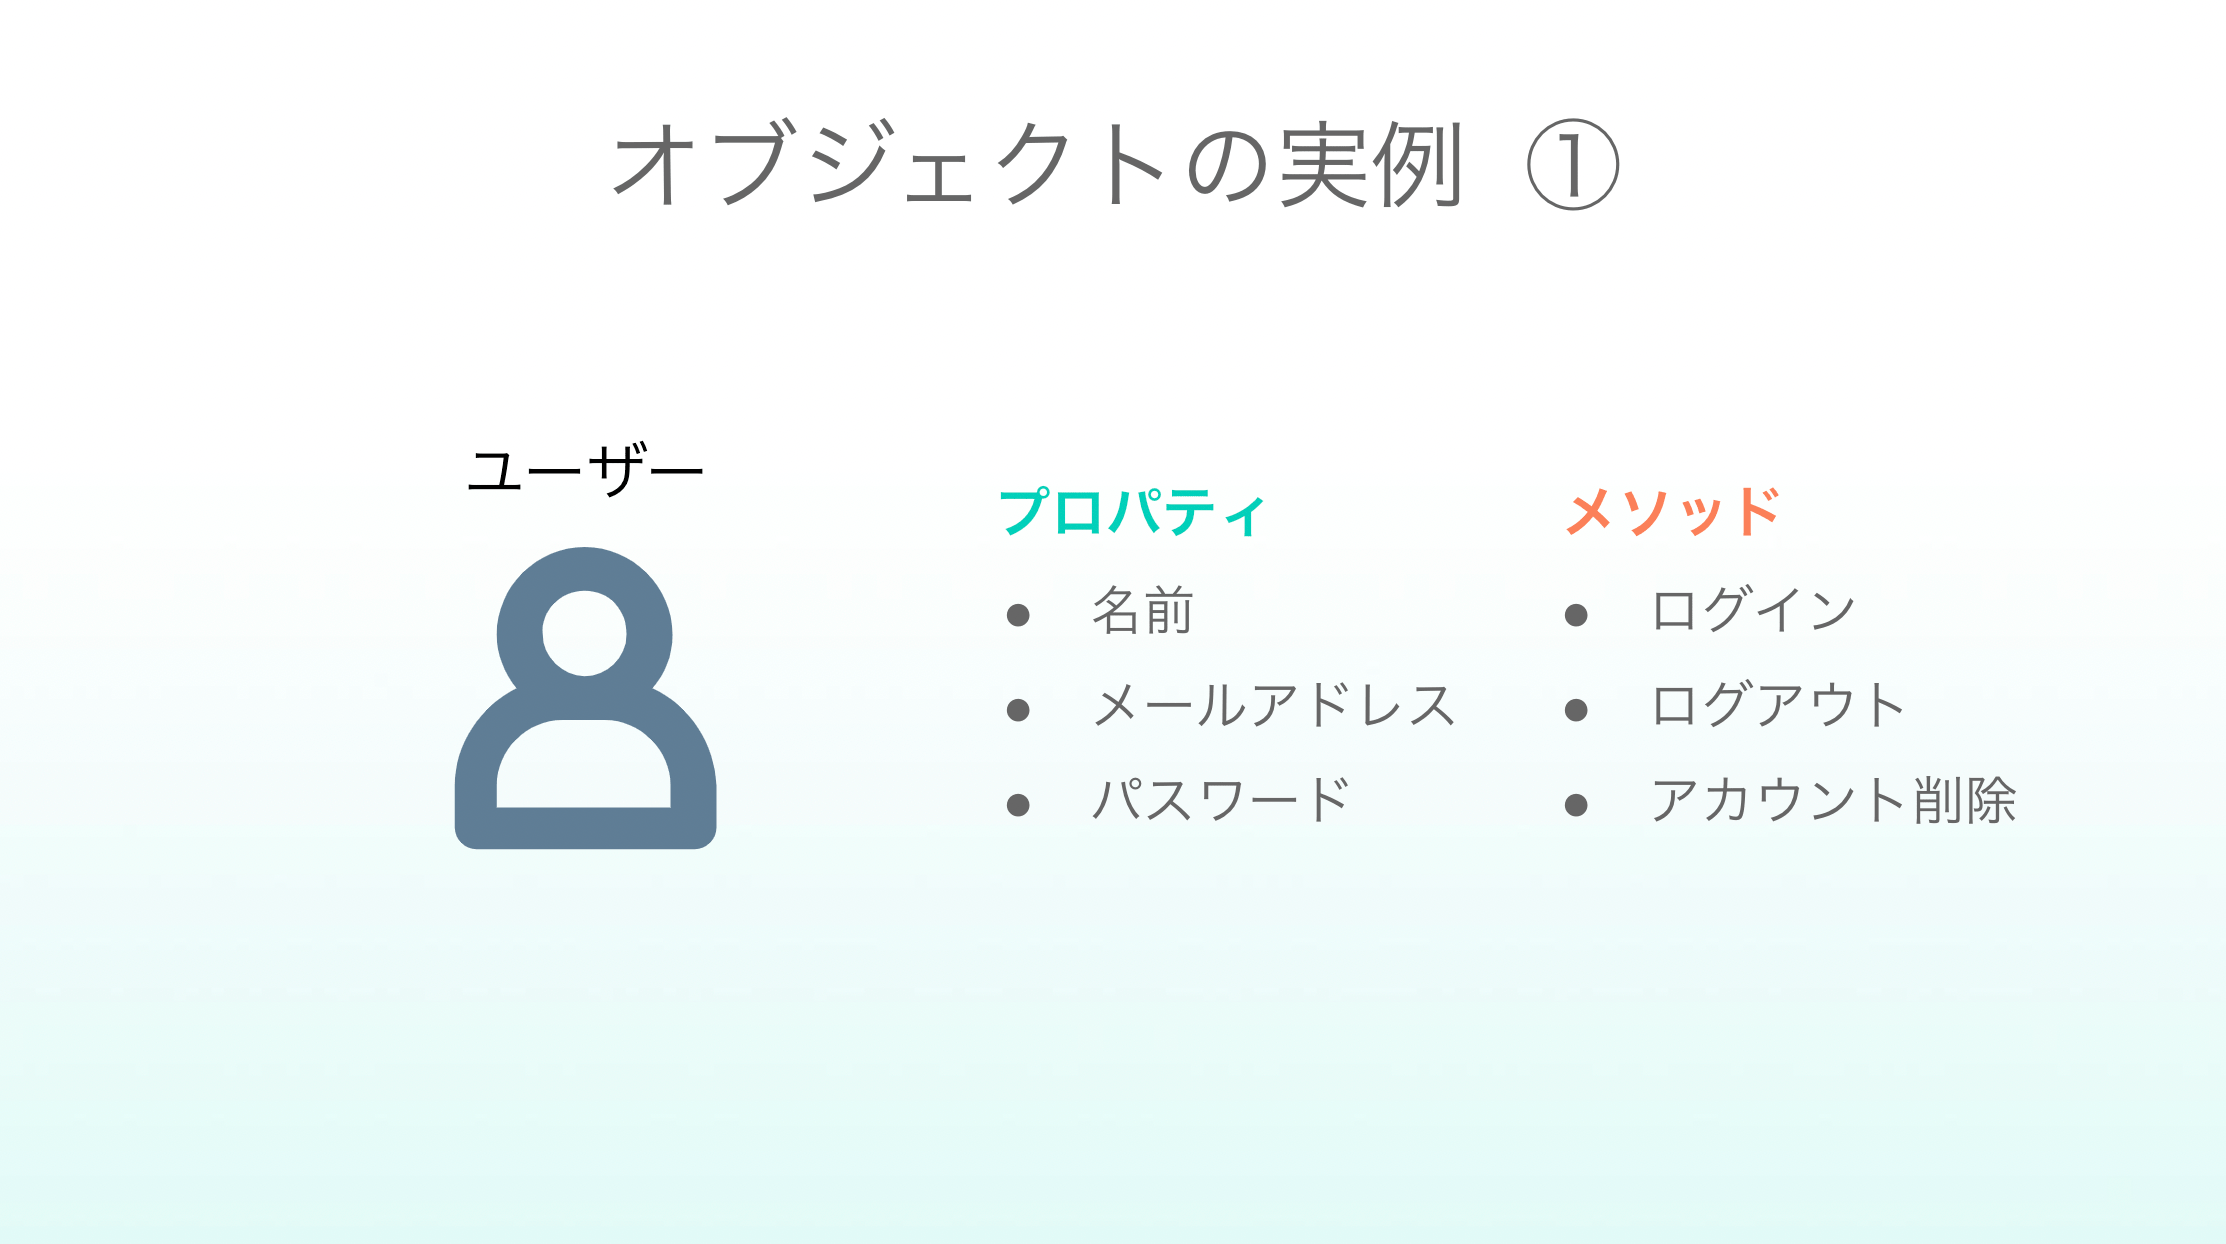 オブジェクトの実例 ①
ユーザー
プロパティ
● 名前
● メールアドレス
● パスワード
メソッド
● ログイン
● ログアウト
● アカウント削除